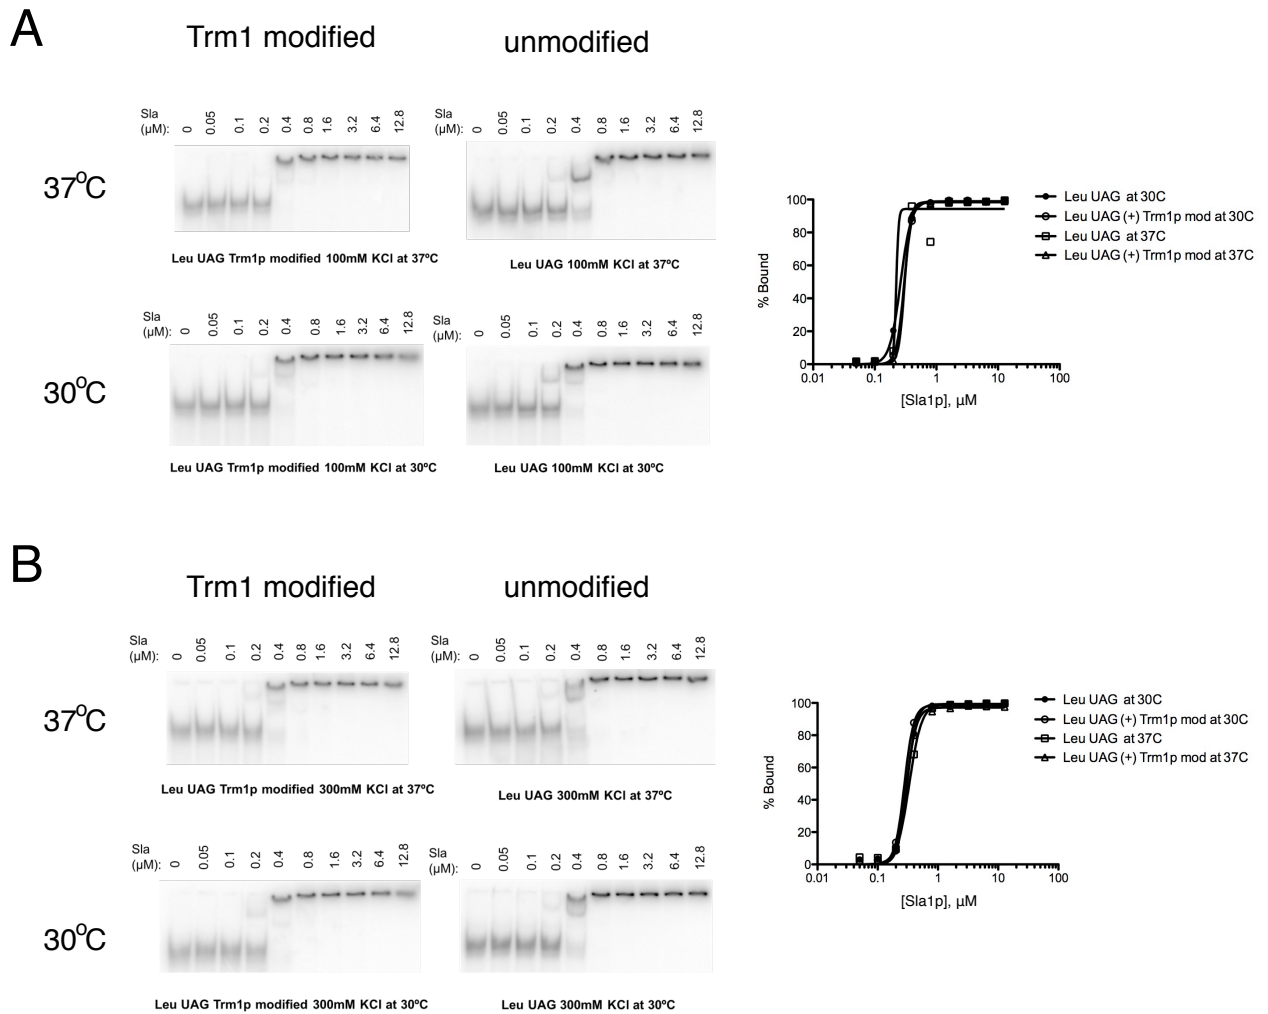 A
Trm1 modified
unmodified
Sla
(μM):
0 0.05 0.1 0.2 0.4 0.8 1.6 3.2 6.4 12.8
Sla
(μM):
0 0.05 0.1 0.2 0.4 0.8 1.6 3.2 6.4 12.8
37ºC
Leu UAG Trm1p modified 100mM KCl at 37ºC
Leu UAG 100mM KCl at 37ºC
Sla
(μM):
0 0.05 0.1 0.2 0.4 0.8 1.6 3.2 6.4 12.8
Sla
(μM):
0 0.05 0.1 0.2 0.4 0.8 1.6 3.2 6.4 12.8
30ºC
Leu UAG Trm1p modified 100mM KCl at 30ºC
Leu UAG 100mM KCl at 30ºC
% Bound
100
80
60
40
20
0
0.01 0.1 1 10 100
[Sla1p], μM
Leu UAG at 30C
Leu UAG (+) Trm1p mod at 30C
Leu UAG at 37C
Leu UAG (+) Trm1p mod at 37C
B
Trm1 modified
unmodified
Sla
(μM):
0 0.05 0.1 0.2 0.4 0.8 1.6 3.2 6.4 12.8
Sla
(μM):
0 0.05 0.1 0.2 0.4 0.8 1.6 3.2 6.4 12.8
37ºC
Leu UAG Trm1p modified 300mM KCl at 37ºC
Leu UAG 300mM KCl at 37ºC
Sla
(μM):
0 0.05 0.1 0.2 0.4 0.8 1.6 3.2 6.4 12.8
Sla
(μM):
0 0.05 0.1 0.2 0.4 0.8 1.6 3.2 6.4 12.8
30ºC
Leu UAG Trm1p modified 300mM KCl at 30ºC
Leu UAG 300mM KCl at 30ºC
% Bound
100
80
60
40
20
0
0.01 0.1 1 10 100
[Sla1p], μM
Leu UAG at 30C
Leu UAG (+) Trm1p mod at 30C
Leu UAG at 37C
Leu UAG (+) Trm1p mod at 37C